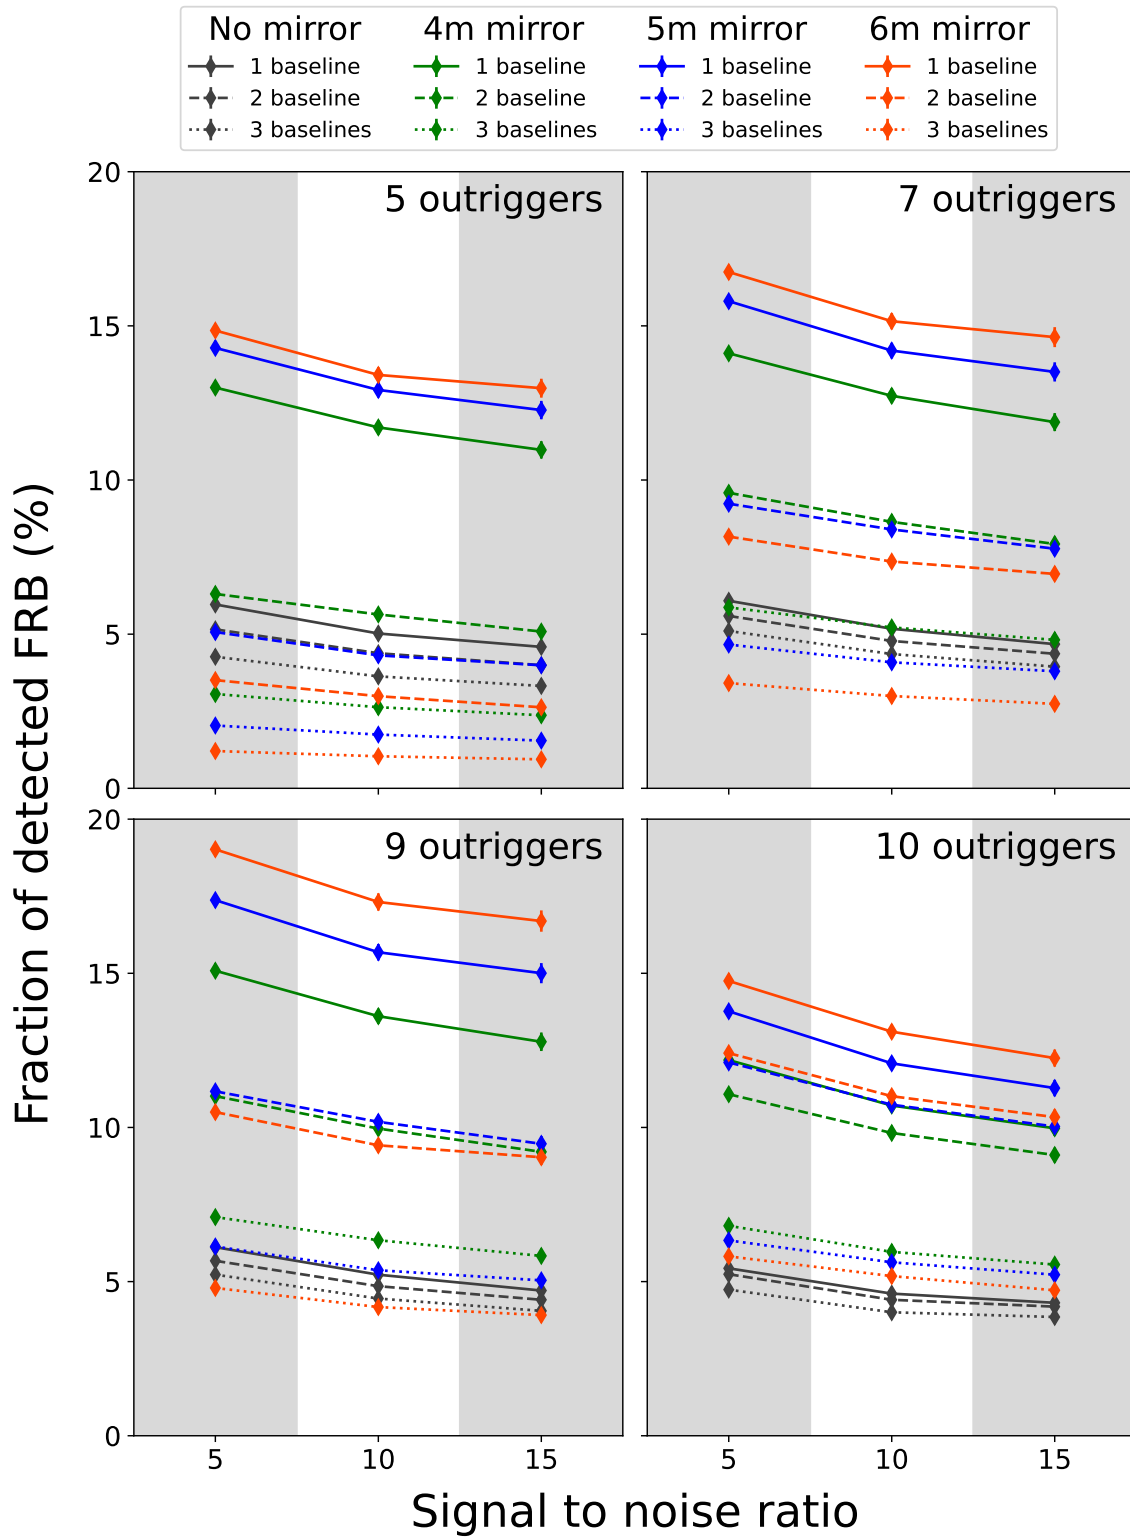 No mirror 4m mirror 5m mirror 6m mirror
1 baseline 1 baseline 1 baseline 1 baseline
2 baseline 2 baseline 2 baseline 2 baseline
3 baselines 3 baselines 3 baselines 3 baselines
5 outriggers
20
15
10
5
0
7 outriggers
9 outriggers
20
15
10
5
0
5 10 15
10 outriggers
5 10 15
Fraction of detected FRB (%)
Signal to noise ratio